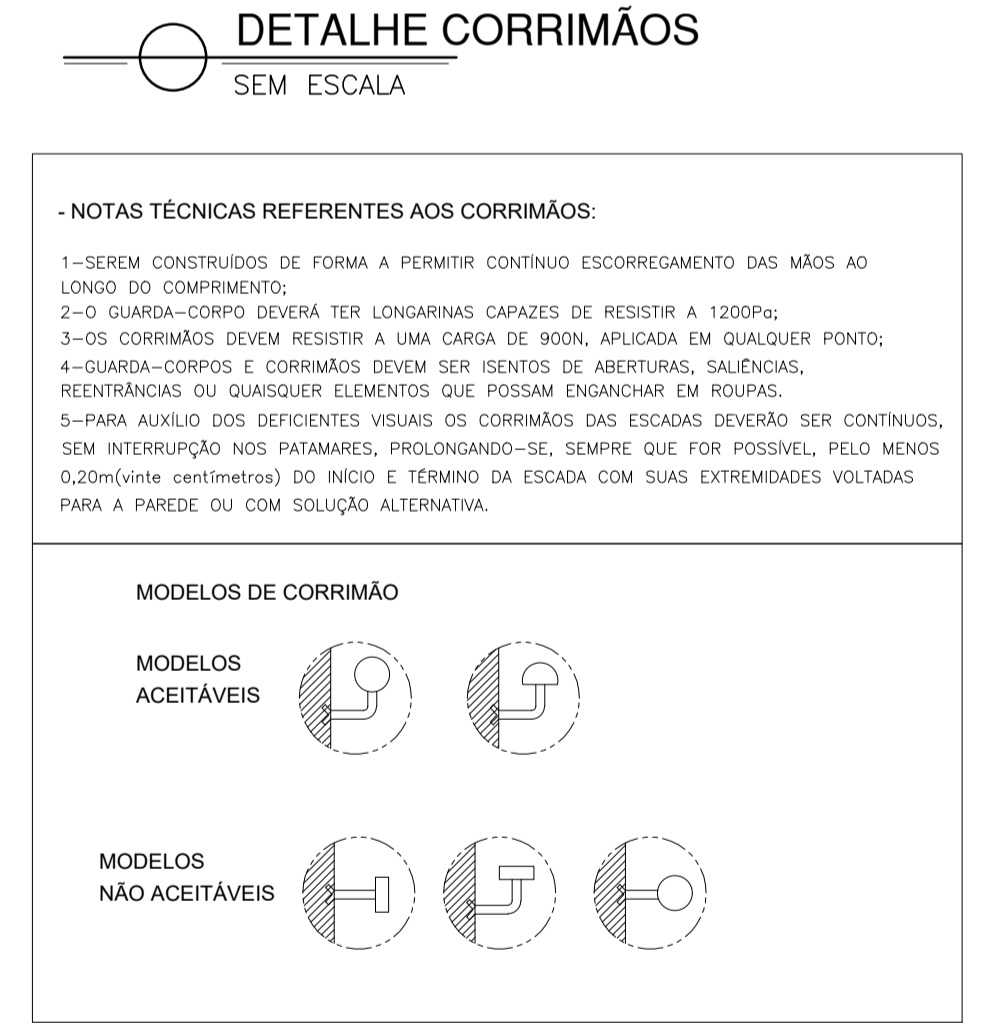 DETALHE CORRIMÃOS
SEM ESCALA
- NOTAS TÉCNICAS REFERENTES AOS CORRIMÃOS:
1-SEREM CONSTRUÍDOS DE FORMA A PERMITIR CONTÍNUO ESCORREGAMENTO DAS MÃOS AO
LONGO DO COMPRIMENTO;
2-O GUARDA-CORPO DEVERÁ TER LONGARINAS CAPAZES DE RESISTIR A 1200Pa;
3-OS CORRIMÃOS DEVEM RESISTIR A UMA CARGA DE 900N, APLICADA EM QUALQUER PONTO;
4-GUARDA-CORPOS E CORRIMÃOS DEVEM SER ISENTOS DE ABERTURAS, SALIÊNCIAS,
REENTRÂNCIAS OU QUAISQUER ELEMENTOS QUE POSSAM ENGANCHAR EM ROUPAS.
5-PARA AUXÍLIO DOS DEFICIENTES VISUAIS OS CORRIMÃOS DAS ESCADAS DEVERÃO SER CONTÍNUOS,
SEM INTERRUPÇÃO NOS PATAMARES, PROLONGANDO-SE, SEMPRE QUE FOR POSSÍVEL, PELO MENOS
0,20m(vinte centímetros) DO INÍCIO E TÉRMINO DA ESCADA COM SUAS EXTREMIDADES VOLTADAS
PARA A PAREDE OU COM SOLUÇÃO ALTERNATIVA.
MODELOS DE CORRIMÃO
MODELOS
ACEITÁVEIS
MODELOS
NÃO ACEITÁVEIS